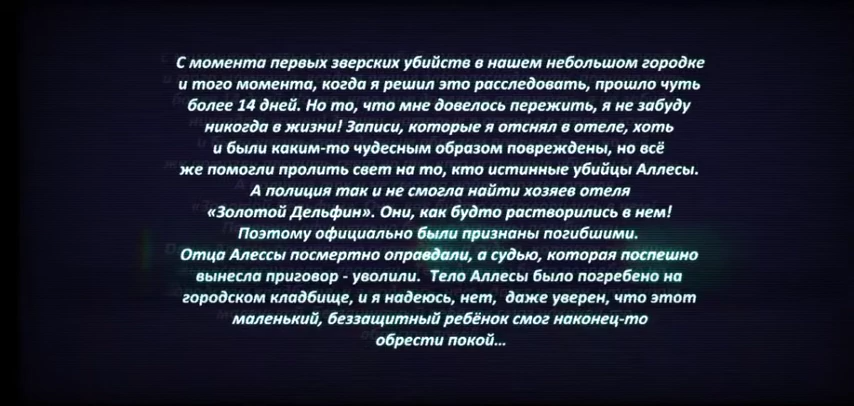 С момента первых зверских убийств в нашем небольшом городке
и того момента, когда я решил это расследовать, прошло чуть
более 14 дней. Но то, что мне довелось пережить, я не забуду
никогда в жизни! Записи, которые я отснял в отеле, хоть
и были каким-то чудесным образом повреждены, но всё
же помогли пролить свет на то, кто истинные убийцы Аллесы.
А полиция так и не смогла найти хозяев отеля
«Золотой Дельфин». Они, как будто растворились в нем!
Поэтому официально были признаны погибшими.
Отца Алессы посмертно оправдали, а судью, которая поспешно
вынесла приговор - уволили. Тело Аллесы было погребено на
городском кладбище, и я надеюсь, нет, даже уверен, что этот
маленький, беззащитный ребёнок смог наконец-то
обрести покой...